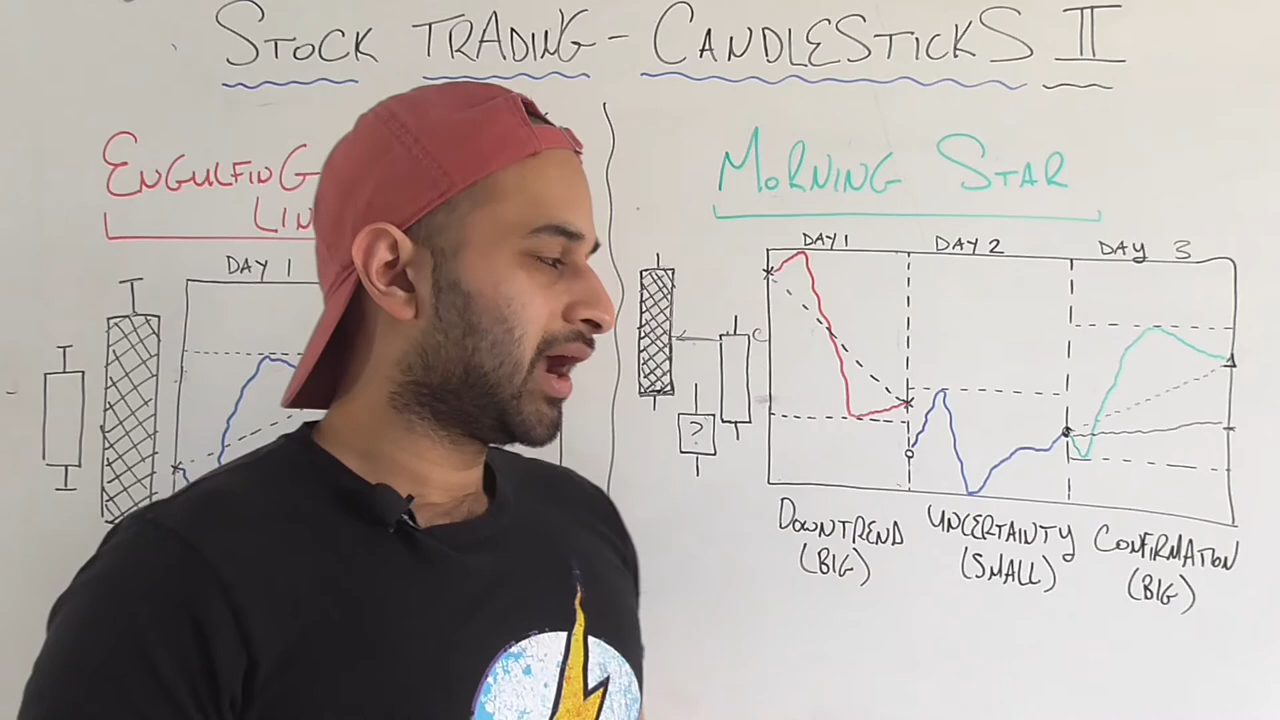 STOCK TRADING - CANDLESTICKS II
ENGULFING
LIN
DAY 1
MORNING STAR
DAY 1
DAY 2
DAY 3
C
?
DOWNTREND
(BIG)
UNCERTAINTY
(SMALL)
CONFIRMATION
(BIG)